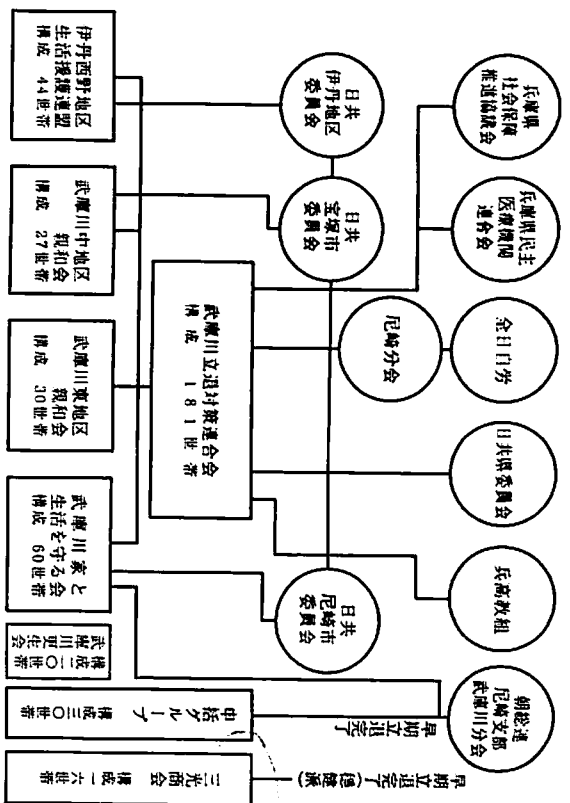 兵庫県
社会保障
推進協議会
兵庫県民主
医療機関
連合会
全日自労
日共県委員会
兵高教組
朝総連
尼崎支部
武庫川分会
日共
伊丹地区
委員会
日共
宝塚市
委員会
尼崎分会
日共
尼崎市
委員会
武庫川立退対策連合会
構成 181世帯
早期立退完了
早期立退完了(穏健派)
伊丹西野地区
生活援護連盟
構成 44世帯
武庫川中地区
親和会
構成 27世帯
武庫川東地区
親和会
構成 30世帯
武庫川家と
生活を守る会
構成 60世帯
武庫川更生会
構成二〇世帯
中括グループ
構成三〇世帯
三光商会
構成一六世帯